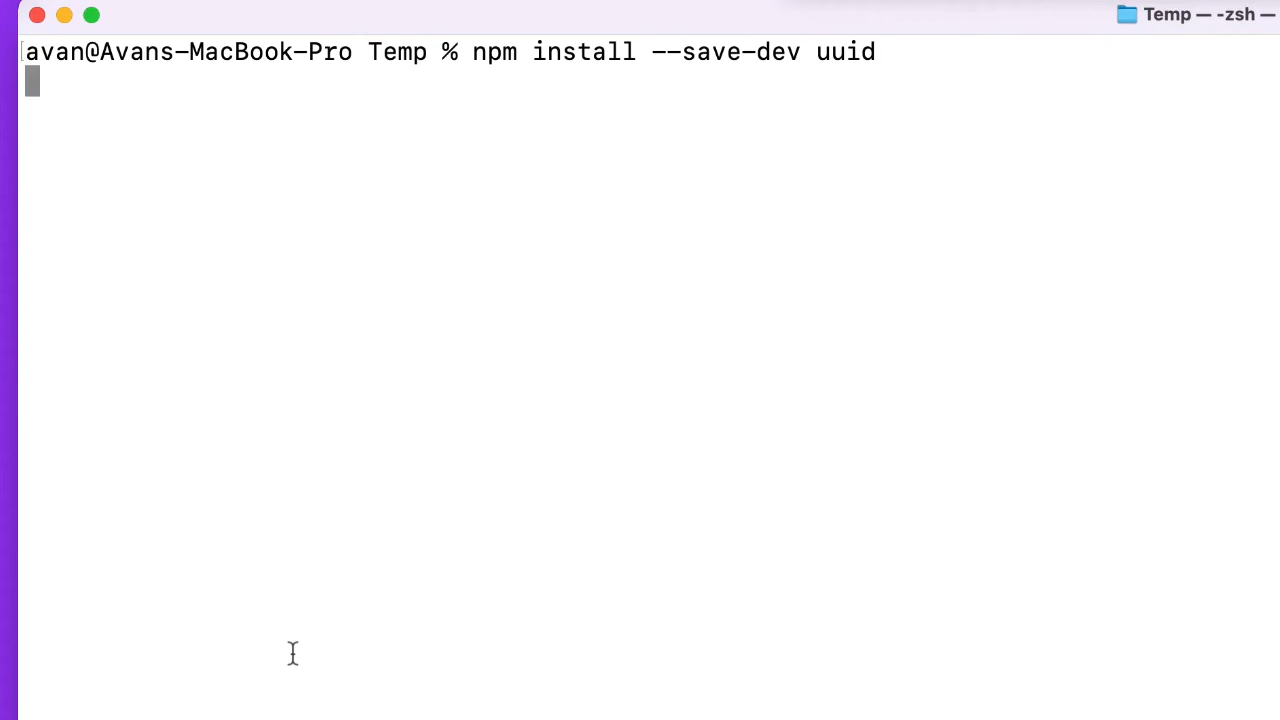 Temp — -zsh —
avan@Avans-MacBook-Pro Temp % npm install --save-dev uuid